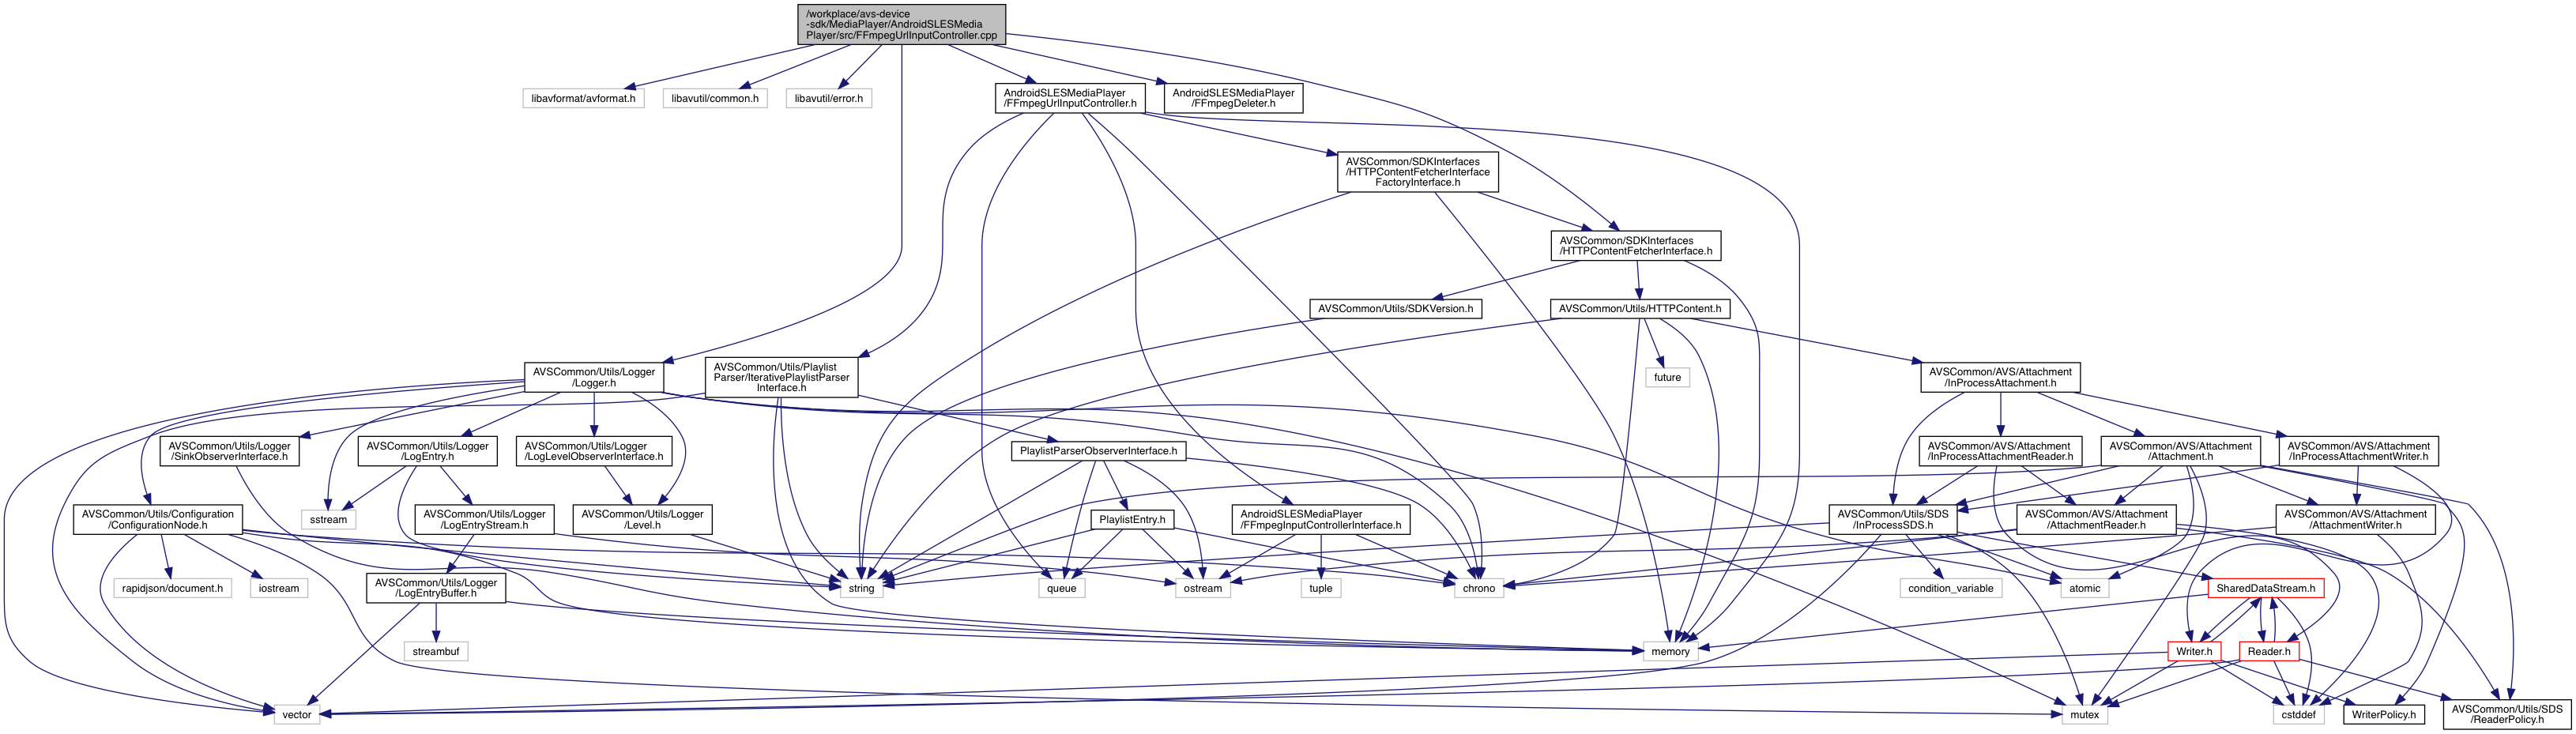 /workplace/avs-device
-sdk/MediaPlayer/AndroidSLESMedia
Player/src/FFmpegUrlInputController.cpp
libavformat/avformat.h
libavutil/common.h
libavutil/error.h
AndroidSLESMediaPlayer
/FFmpegUrlInputController.h
AndroidSLESMediaPlayer
/FFmpegDeleter.h
AVSCommon/SDKInterfaces
/HTTPContentFetcherInterface
FactoryInterface.h
AVSCommon/SDKInterfaces
/HTTPContentFetcherInterface.h
AVSCommon/Utils/SDKVersion.h
AVSCommon/Utils/HTTPContent.h
AVSCommon/Utils/Logger
/Logger.h
AVSCommon/Utils/Playlist
Parser/IterativePlaylistParser
Interface.h
future
AVSCommon/AVS/Attachment
/InProcessAttachment.h
AVSCommon/Utils/Logger
/SinkObserverInterface.h
AVSCommon/Utils/Logger
/LogEntry.h
AVSCommon/Utils/Logger
/LogLevelObserverInterface.h
PlaylistParserObserverInterface.h
AVSCommon/AVS/Attachment
/InProcessAttachmentReader.h
AVSCommon/AVS/Attachment
/Attachment.h
AVSCommon/AVS/Attachment
/InProcessAttachmentWriter.h
AVSCommon/Utils/Configuration
/ConfigurationNode.h
sstream
AVSCommon/Utils/Logger
/LogEntryStream.h
AVSCommon/Utils/Logger
/Level.h
PlaylistEntry.h
AndroidSLESMediaPlayer
/FFmpegInputControllerInterface.h
AVSCommon/Utils/SDS
/InProcessSDS.h
AVSCommon/AVS/Attachment
/AttachmentReader.h
AVSCommon/AVS/Attachment
/AttachmentWriter.h
rapidjson/document.h
iostream
AVSCommon/Utils/Logger
/LogEntryBuffer.h
string
queue
ostream
tuple
chrono
condition_variable
atomic
SharedDataStream.h
streambuf
memory
Writer.h
Reader.h
vector
mutex
cstddef
WriterPolicy.h
AVSCommon/Utils/SDS
/ReaderPolicy.h